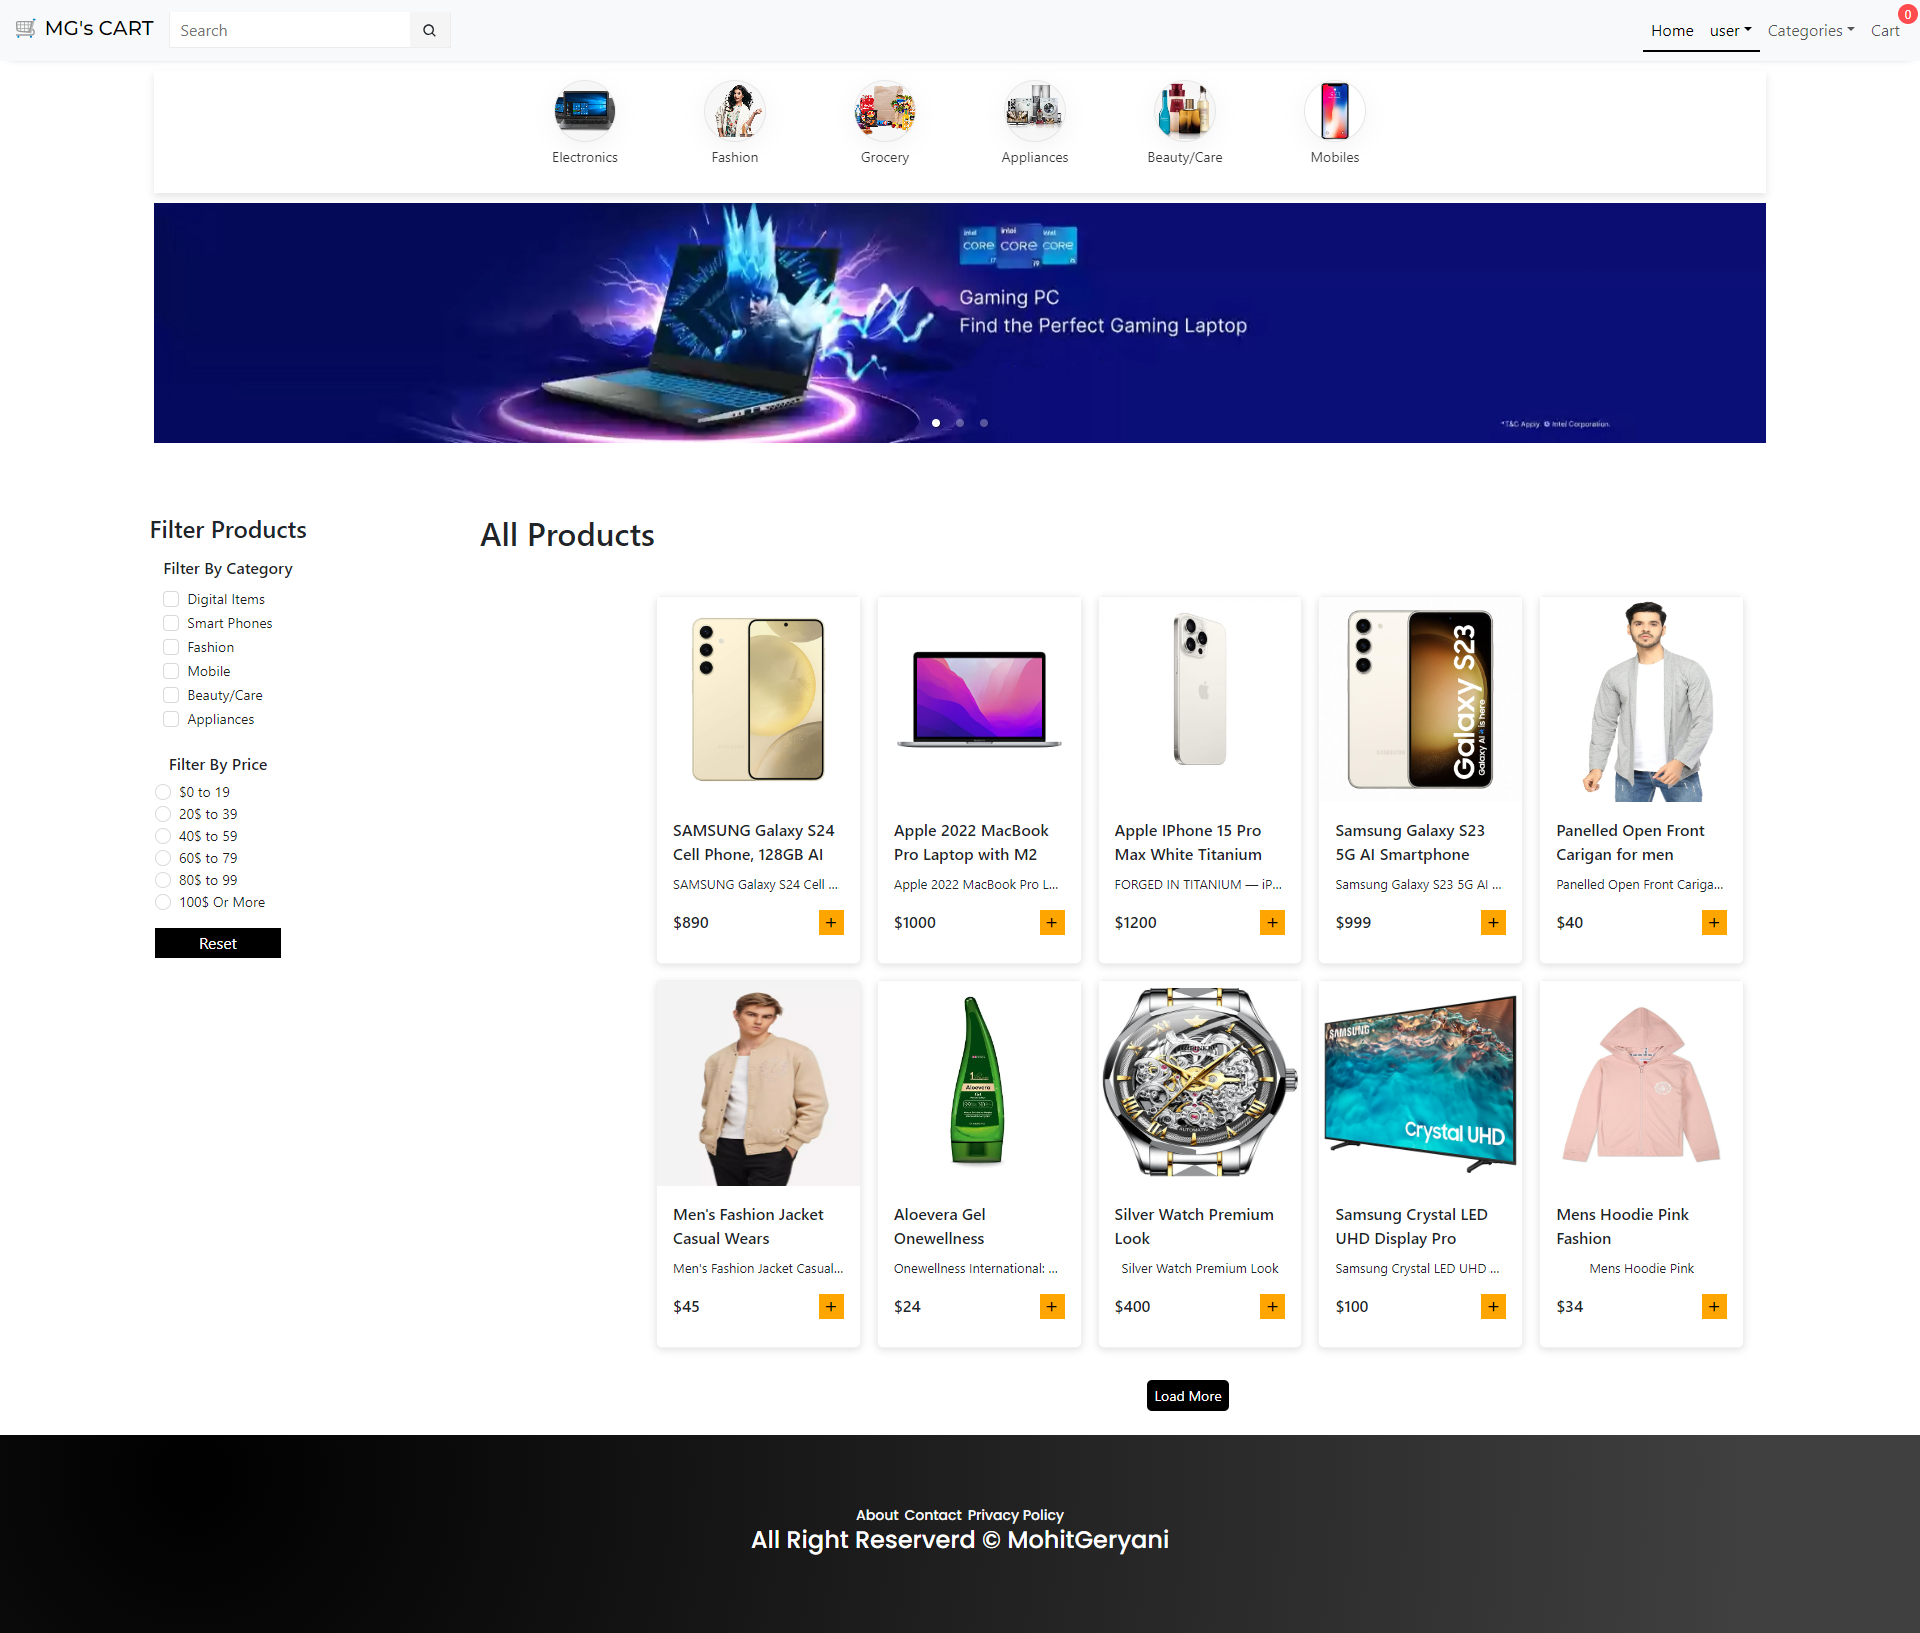 MG's CART
Search
Home
user
Categories
Cart
0
Electronics
Fashion
Grocery
Appliances
Beauty/Care
Mobiles
intel intel intel
CORE CORE CORE
i7 i9 i5
Gaming PC
Find the Perfect Gaming Laptop
*T&C Apply. © Intel Corporation.
Filter Products
Filter By Category
Digital Items
Smart Phones
Fashion
Mobile
Beauty/Care
Appliances
Filter By Price
$0 to 19
20$ to 39
40$ to 59
60$ to 79
80$ to 99
100$ Or More
Reset
All Products
SAMSUNG Galaxy S24
Cell Phone, 128GB AI
SAMSUNG Galaxy S24 Cell ...
$890
+
Apple 2022 MacBook
Pro Laptop with M2
Apple 2022 MacBook Pro L...
$1000
+
Apple IPhone 15 Pro
Max White Titanium
FORGED IN TITANIUM — iP...
$1200
+
Galaxy S23
Galaxy AI is here
Samsung Galaxy S23
5G AI Smartphone
Samsung Galaxy S23 5G AI ...
$999
+
Panelled Open Front
Carigan for men
Panelled Open Front Cariga...
$40
+
Men's Fashion Jacket
Casual Wears
Men's Fashion Jacket Casual...
$45
+
Aloevera
Gel
Aloevera Gel
Onewellness
Onewellness International: ...
$24
+
AUTOMATIC
Silver Watch Premium
Look
Silver Watch Premium Look
$400
+
SAMSUNG
Crystal UHD
Samsung Crystal LED
UHD Display Pro
Samsung Crystal LED UHD ...
$100
+
Mens Hoodie Pink
Fashion
Mens Hoodie Pink
$34
+
Load More
About Contact Privacy Policy
All Right Reserverd © MohitGeryani